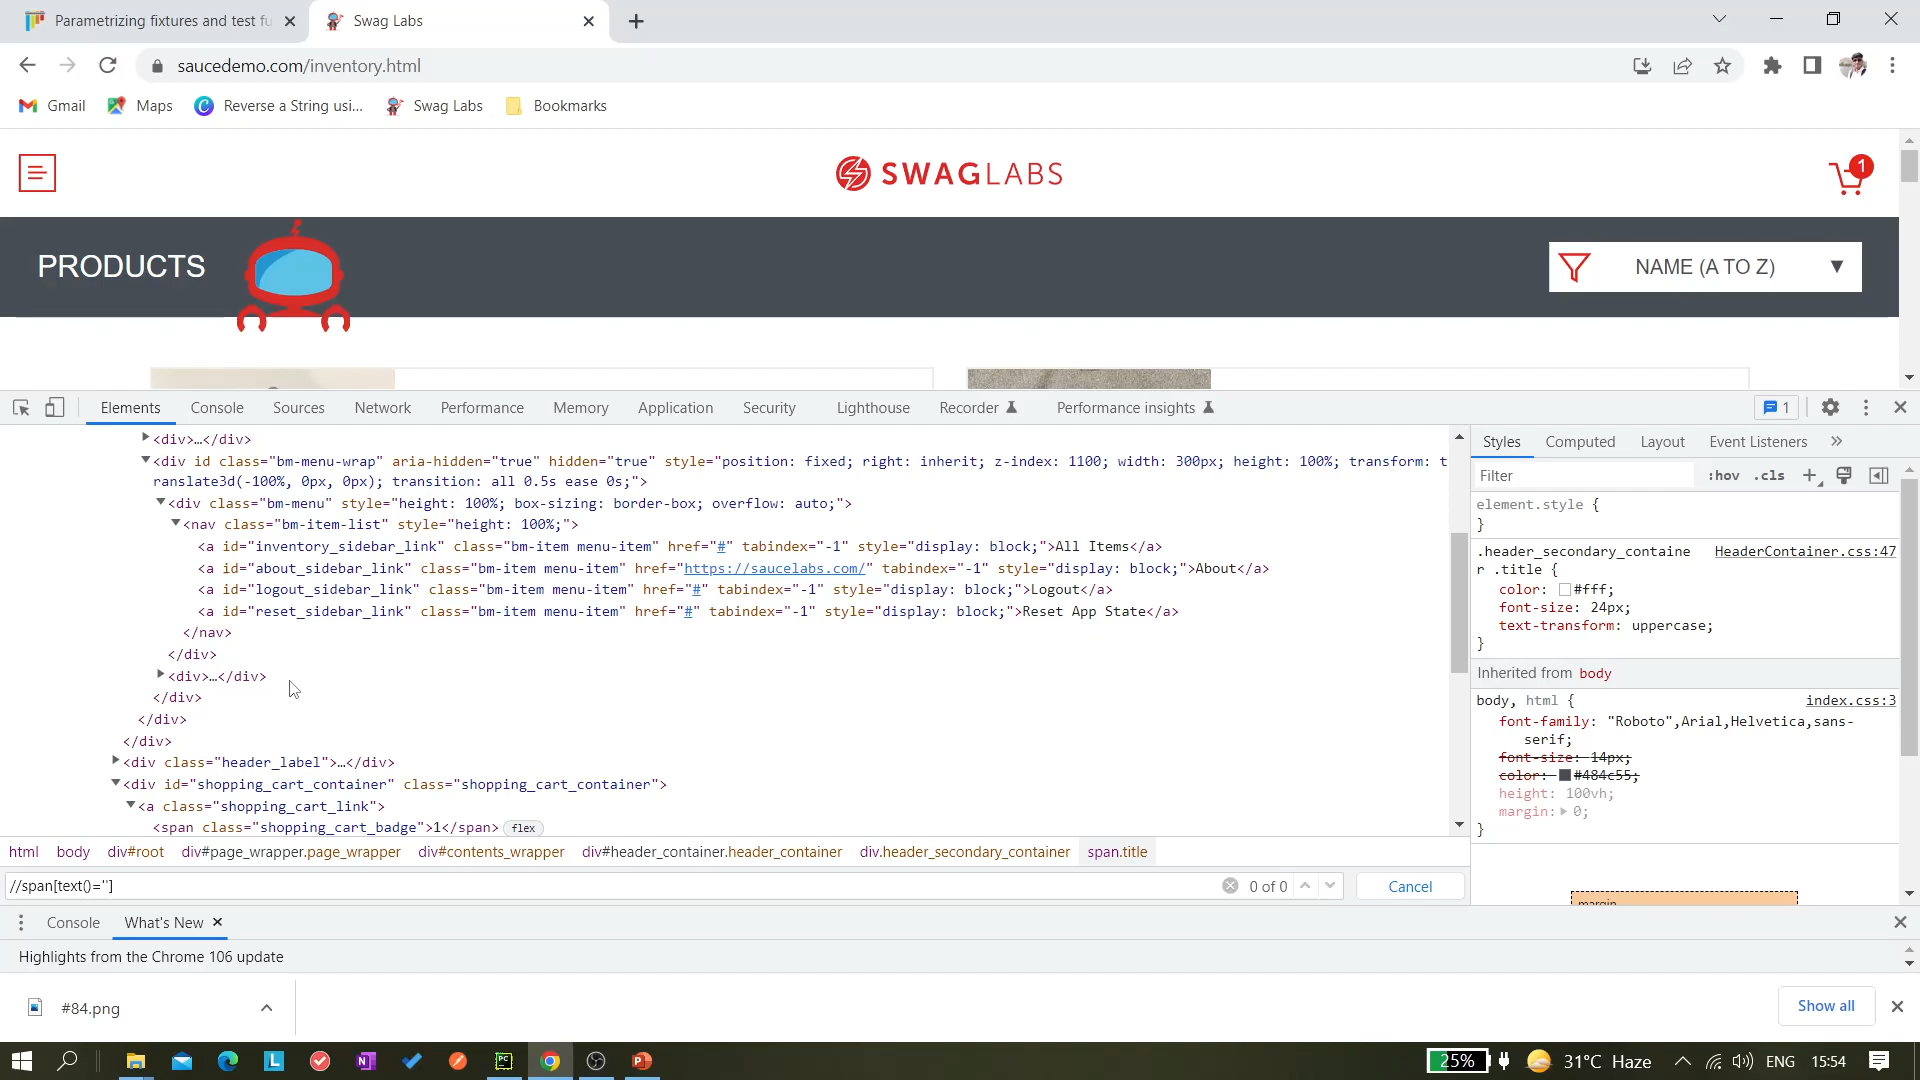 Parametrizing fixtures and test fu
Swag Labs
saucedemo.com/inventory.html
Gmail
Maps
Reverse a String usi...
Swag Labs
Bookmarks
SWAGLABS
1
PRODUCTS
NAME (A TO Z)
Elements
Console
Sources
Network
Performance
Memory
Application
Security
Lighthouse
Recorder
Performance insights
1
<div>…</div>
<div id class="bm-menu-wrap" aria-hidden="true" hidden="true" style="position: fixed; right: inherit; z-index: 1100; width: 300px; height: 100%; transform: t
ranslate3d(-100%, 0px, 0px); transition: all 0.5s ease 0s;">
<div class="bm-menu" style="height: 100%; box-sizing: border-box; overflow: auto;">
<nav class="bm-item-list" style="height: 100%;">
<a id="inventory_sidebar_link" class="bm-item menu-item" href="#" tabindex="-1" style="display: block;">All Items</a>
<a id="about_sidebar_link" class="bm-item menu-item" href="https://saucelabs.com/" tabindex="-1" style="display: block;">About</a>
<a id="logout_sidebar_link" class="bm-item menu-item" href="#" tabindex="-1" style="display: block;">Logout</a>
<a id="reset_sidebar_link" class="bm-item menu-item" href="#" tabindex="-1" style="display: block;">Reset App State</a>
</nav>
</div>
<div>…</div>
</div>
</div>
</div>
<div class="header_label">…</div>
<div id="shopping_cart_container" class="shopping_cart_container">
<a class="shopping_cart_link">
<span class="shopping_cart_badge">1</span> flex
html body div#root div#page_wrapper.page_wrapper div#contents_wrapper div#header_container.header_container div.header_secondary_container span.title
//span[text()='']
0 of 0
Cancel
Styles
Computed
Layout
Event Listeners
Filter
:hov
.cls
element.style {
}
.header_secondary_containe
HeaderContainer.css:47
r .title {
color: #fff;
font-size: 24px;
text-transform: uppercase;
}
Inherited from body
body, html {
index.css:3
font-family: "Roboto",Arial,Helvetica,sans-
serif;
font-size: 14px;
color: #484c55;
height: 100vh;
margin: 0;
}
Console
What's New
Highlights from the Chrome 106 update
#84.png
Show all
25%
31°C Haze
ENG
15:54